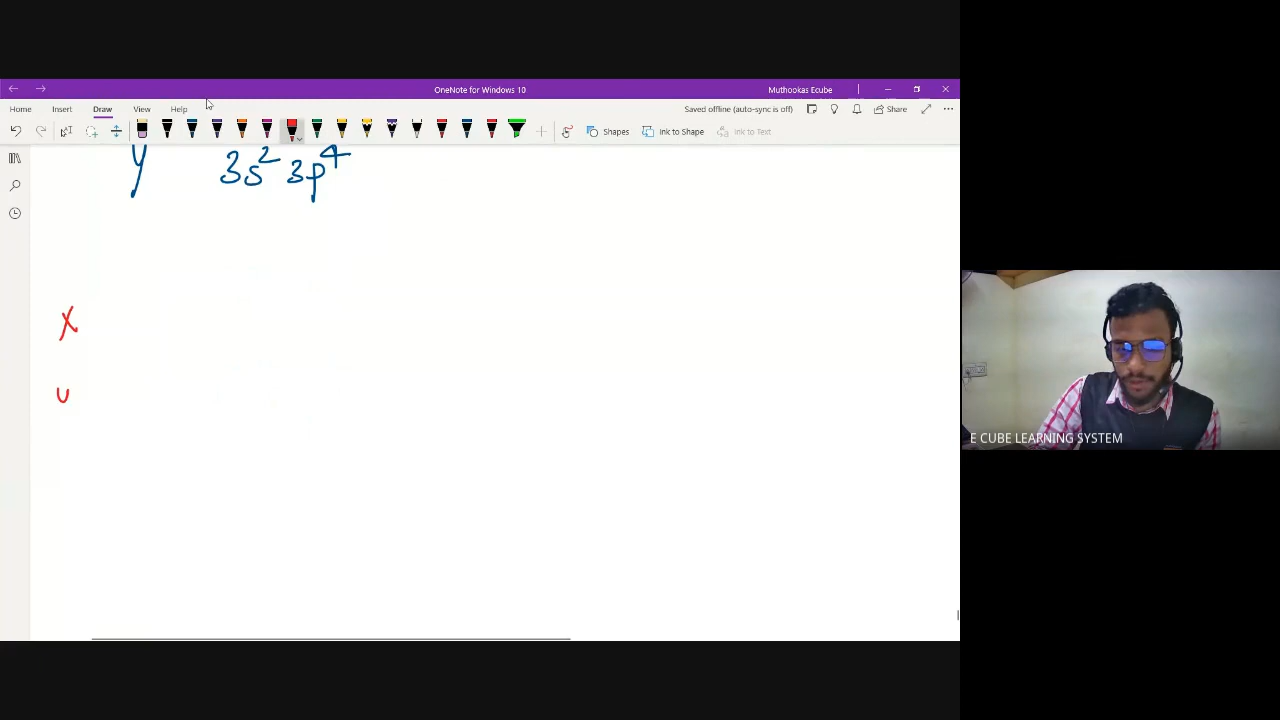 OneNote for Windows 10
Muthookas Ecube
Home Insert Draw View Help
Saved offline (auto-sync is off)
Share
Shapes
Ink to Shape
Ink to Text
y 3s² 3p⁴
X
E CUBE LEARNING SYSTEM